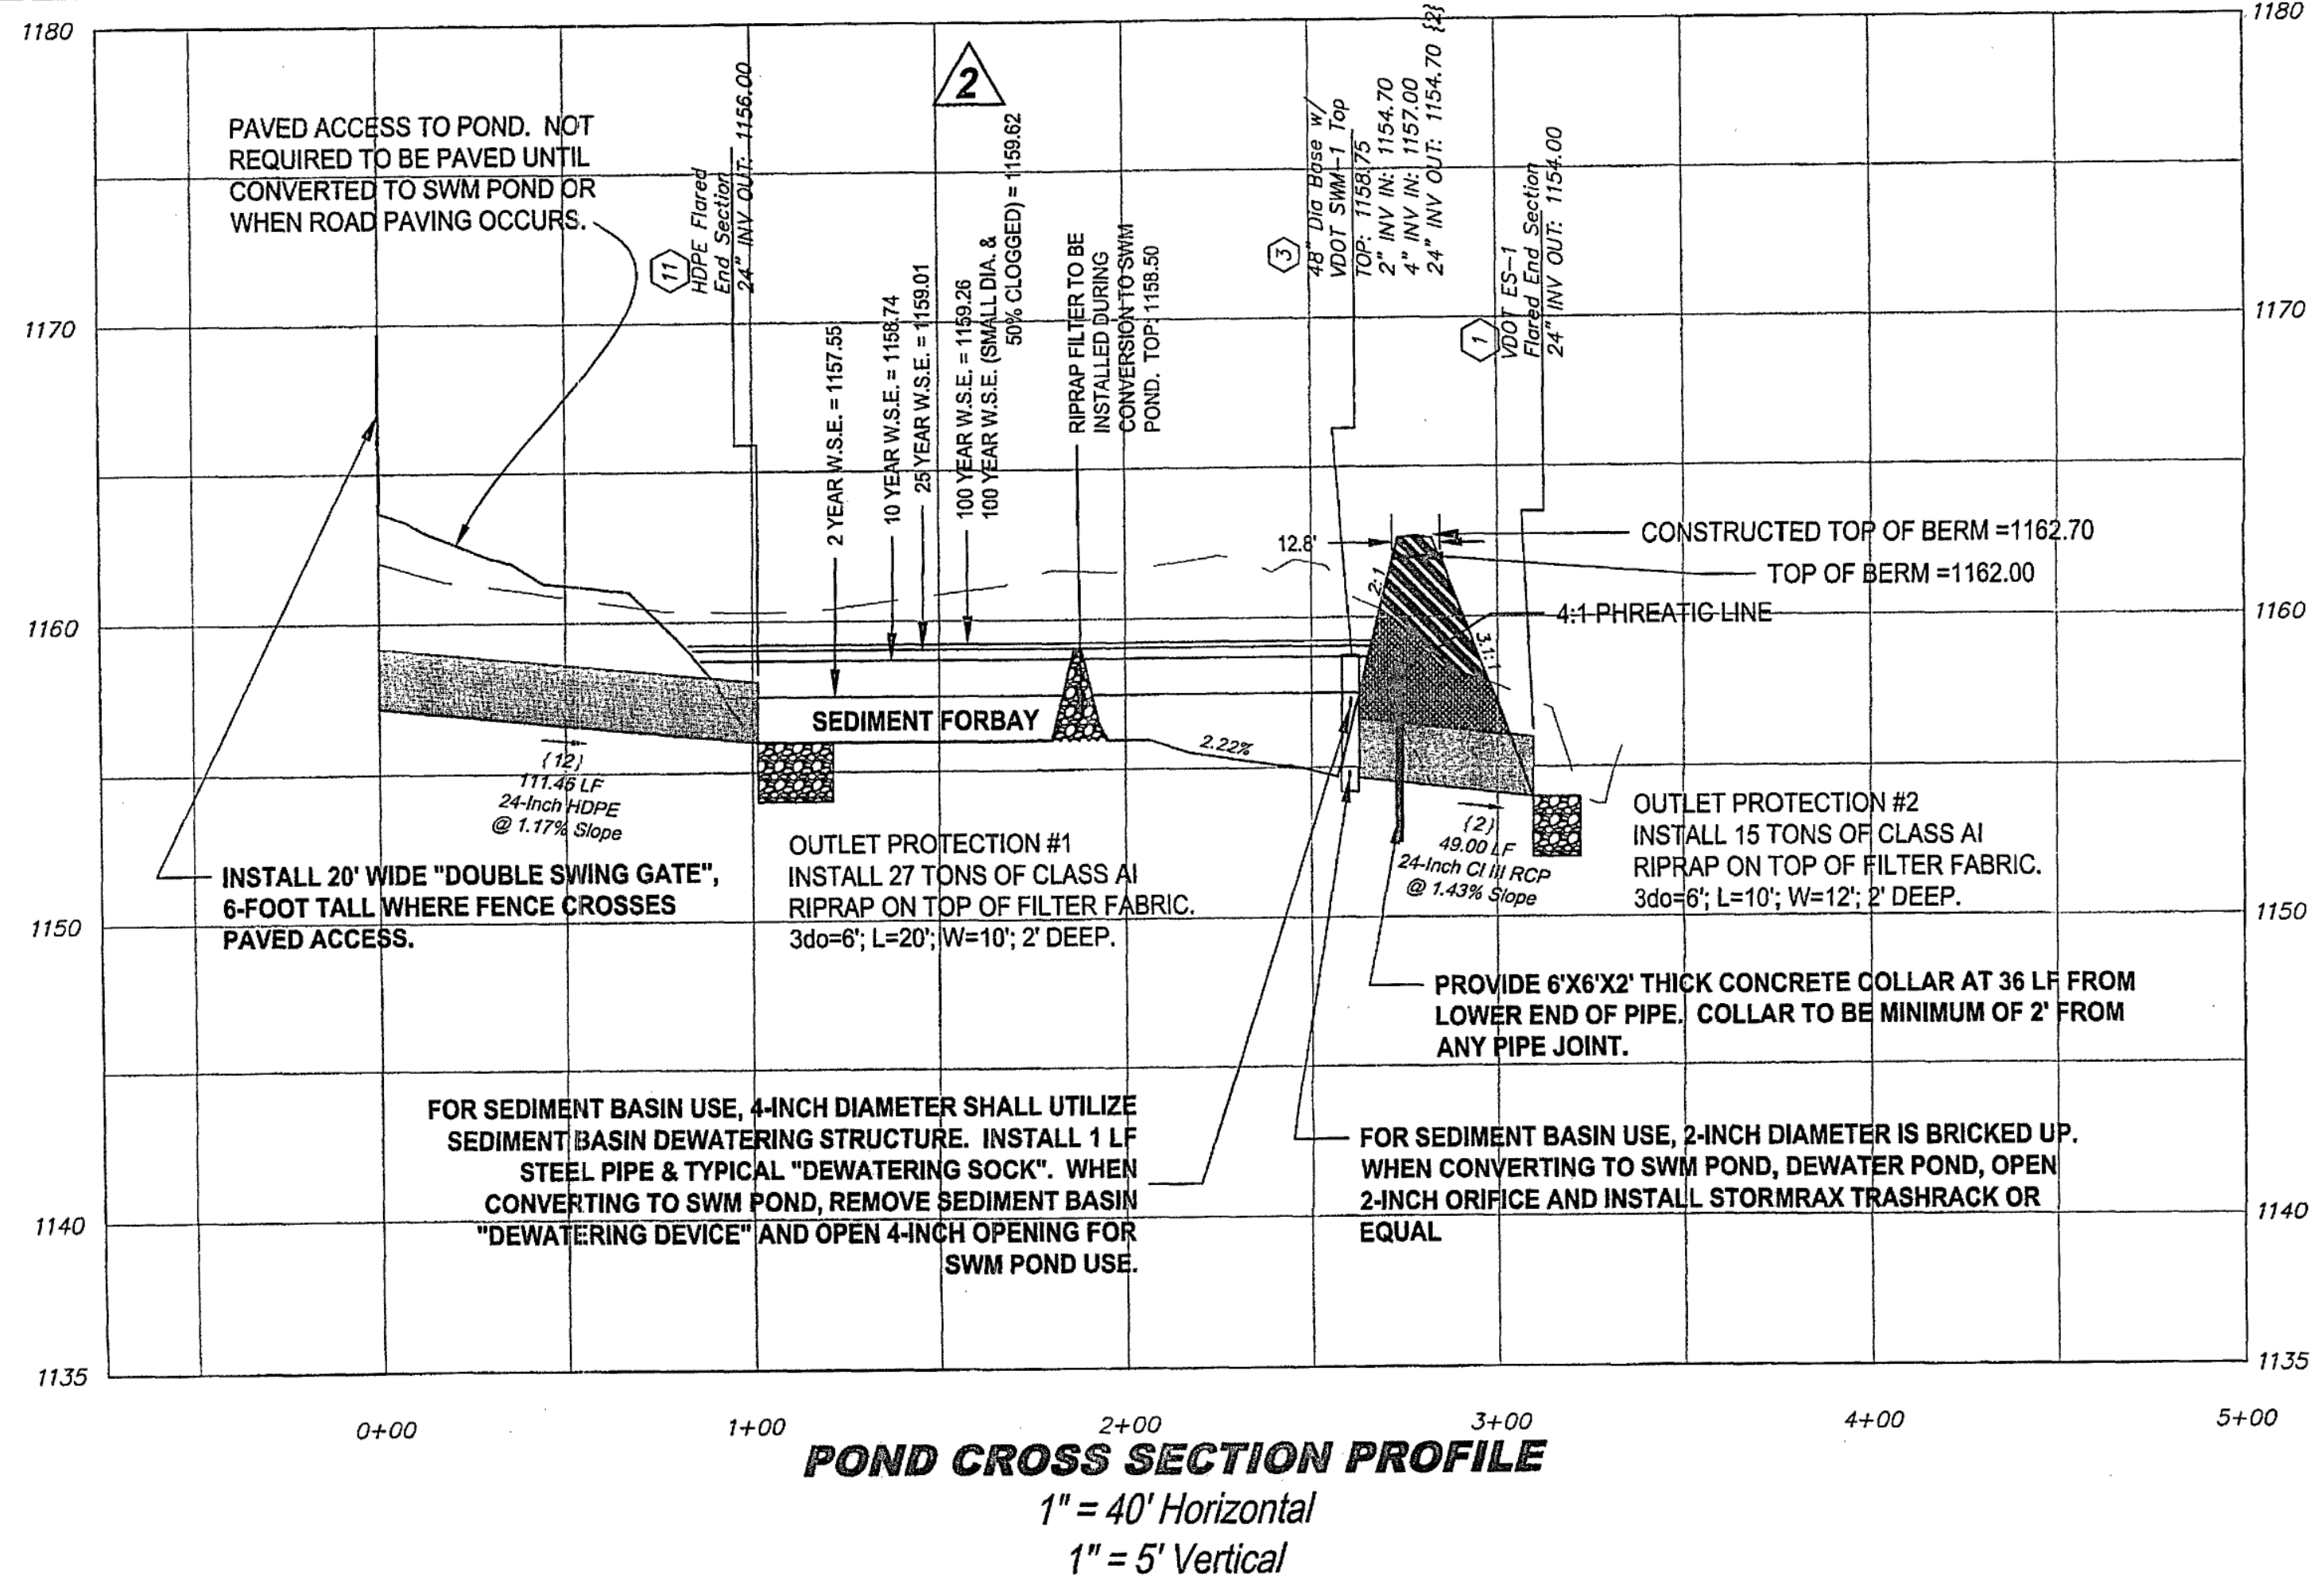 1180
1180
PAVED ACCESS TO POND. NOT
REQUIRED TO BE PAVED UNTIL
CONVERTED TO SWM POND OR
WHEN ROAD PAVING OCCURS.
11
HDPE Flared
End Section
24" INV OUT: 1156.00
2
2 YEAR W.S.E. = 1157.55
10 YEAR W.S.E. = 1158.74
25 YEAR W.S.E. = 1159.01
100 YEAR W.S.E. = 1159.26
100 YEAR W.S.E. (SMALL DIA. &
50% CLOGGED) = 1159.62
RIPRAP FILTER TO BE
INSTALLED DURING
CONVERSION TO SWM
POND. TOP: 1158.50
3
48" Dia Base w/
VDOT SWM-1 Top
TOP: 1158.75
2" INV IN: 1154.70
4" INV IN: 1157.00
24" INV OUT: 1154.70 {2}
1
VDOT ES-1
Flared End Section
24" INV OUT: 1154.00
1170
1170
12.8'
CONSTRUCTED TOP OF BERM =1162.70
TOP OF BERM =1162.00
2:1
4:1 PHREATIC LINE
3:1:1
1160
1160
SEDIMENT FORBAY
2.22%
{12}
111.46 LF
24-Inch HDPE
@ 1.17% Slope
OUTLET PROTECTION #1
INSTALL 27 TONS OF CLASS AI
RIPRAP ON TOP OF FILTER FABRIC.
3do=6'; L=20'; W=10'; 2' DEEP.
{2}
49.00 LF
24-Inch Cl III RCP
@ 1.43% Slope
OUTLET PROTECTION #2
INSTALL 15 TONS OF CLASS AI
RIPRAP ON TOP OF FILTER FABRIC.
3do=6'; L=10'; W=12'; 2' DEEP.
INSTALL 20' WIDE "DOUBLE SWING GATE",
6-FOOT TALL WHERE FENCE CROSSES
PAVED ACCESS.
1150
1150
PROVIDE 6'X6'X2' THICK CONCRETE COLLAR AT 36 LF FROM
LOWER END OF PIPE. COLLAR TO BE MINIMUM OF 2' FROM
ANY PIPE JOINT.
FOR SEDIMENT BASIN USE, 4-INCH DIAMETER SHALL UTILIZE
SEDIMENT BASIN DEWATERING STRUCTURE. INSTALL 1 LF
STEEL PIPE & TYPICAL "DEWATERING SOCK". WHEN
CONVERTING TO SWM POND, REMOVE SEDIMENT BASIN
"DEWATERING DEVICE" AND OPEN 4-INCH OPENING FOR
SWM POND USE.
FOR SEDIMENT BASIN USE, 2-INCH DIAMETER IS BRICKED UP.
WHEN CONVERTING TO SWM POND, DEWATER POND, OPEN
2-INCH ORIFICE AND INSTALL STORMRAX TRASHRACK OR
EQUAL
1140
1140
1135
1135
0+00
1+00
2+00
3+00
4+00
5+00
POND CROSS SECTION PROFILE
1" = 40' Horizontal
1" = 5' Vertical